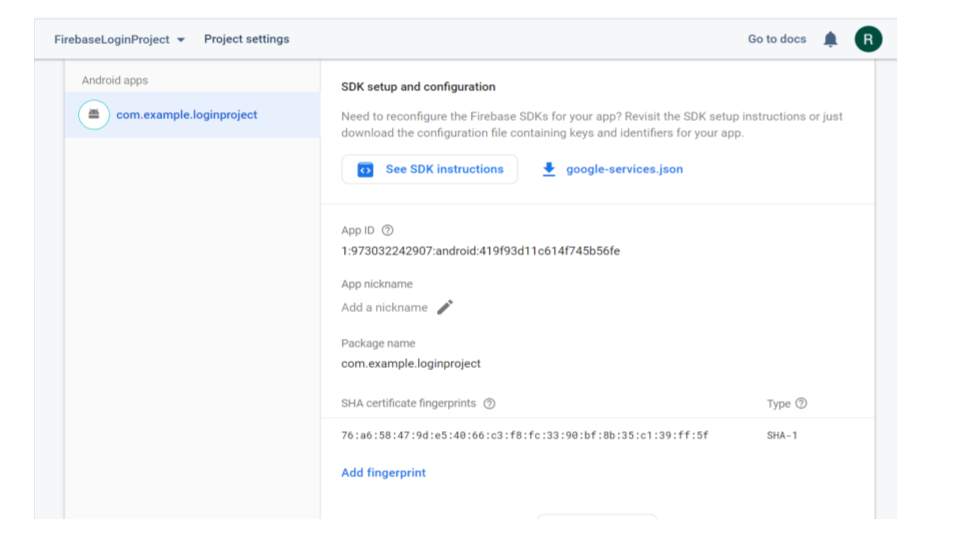 FirebaseLoginProject Project settings Go to docs R
Android apps
com.example.loginproject
SDK setup and configuration
Need to reconfigure the Firebase SDKs for your app? Revisit the SDK setup instructions or just
download the configuration file containing keys and identifiers for your app.
See SDK instructions google-services.json
App ID
1:973032242907:android:419f93d11c614f745b56fe
App nickname
Add a nickname
Package name
com.example.loginproject
SHA certificate fingerprints Type
76:a6:58:47:9d:e5:40:66:c3:f8:fc:33:90:bf:8b:35:c1:39:ff:5f SHA-1
Add fingerprint